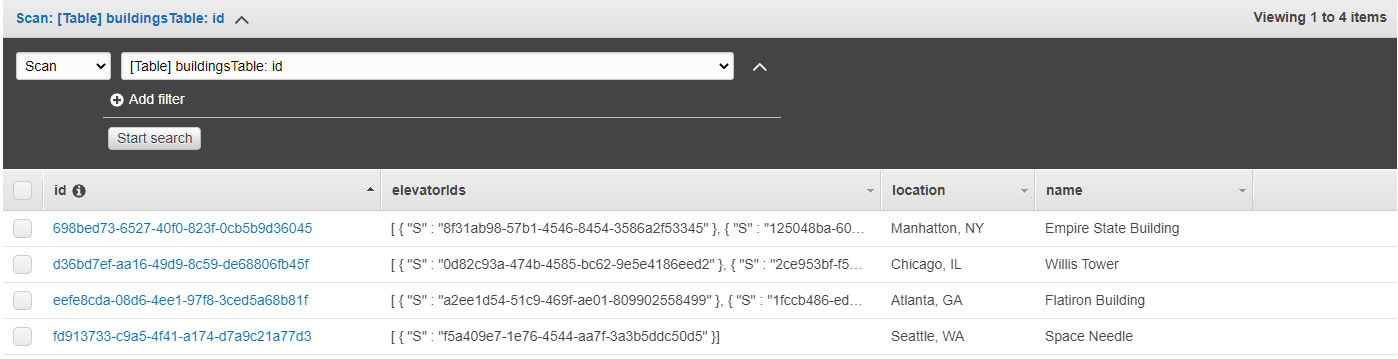 Scan: [Table] buildingsTable: id
Viewing 1 to 4 items
Scan [Table] buildingsTable: id
Add filter
Start search
id elevatorIds location name
698bed73-6527-40f0-823f-0cb5b9d36045 [ { "S" : "8f31ab98-57b1-4546-8454-3586a2f53345" }, { "S" : "125048ba-60... Manhatton, NY Empire State Building
d36bd7ef-aa16-49d9-8c59-de68806fb45f [ { "S" : "0d82c93a-474b-4585-bc62-9e5e4186eed2" }, { "S" : "2ce953bf-f5... Chicago, IL Willis Tower
eefe8cda-08d6-4ee1-97f8-3ced5a68b81f [ { "S" : "a2ee1d54-51c9-469f-ae01-809902558499" }, { "S" : "1fccb486-ed... Atlanta, GA Flatiron Building
fd913733-c9a5-4f41-a174-d7a9c21a77d3 [ { "S" : "f5a409e7-1e76-4544-aa7f-3a3b5ddc50d5" }] Seattle, WA Space Needle